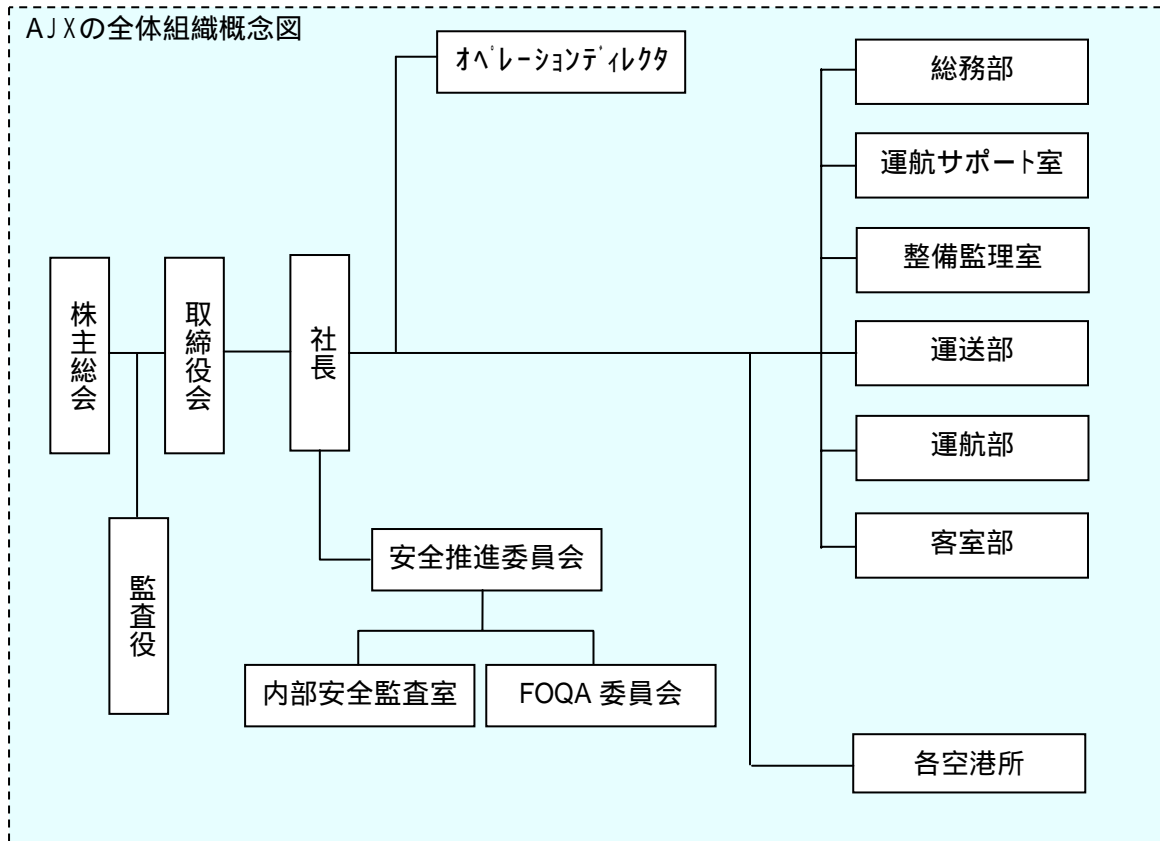 AJXの全体組織概念図
オペレーションディレクタ
総務部
運航サポート室
整備監理室
株主総会
取締役会
社長
運送部
運航部
客室部
監査役
安全推進委員会
内部安全監査室
FOQA 委員会
各空港所